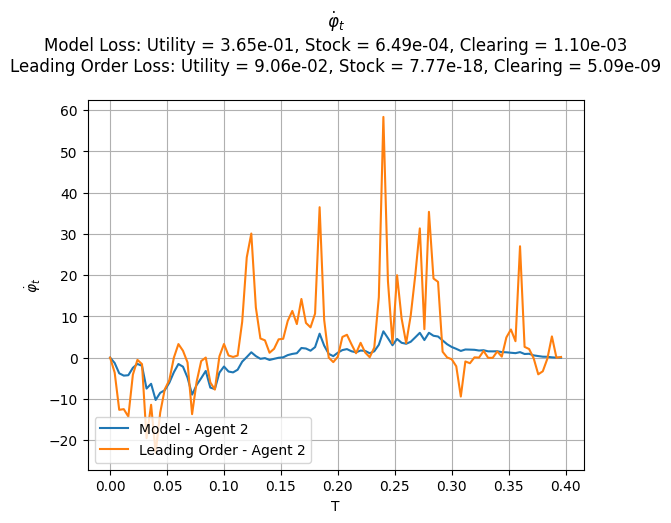 φ̇ₜ
Model Loss: Utility = 3.65e-01, Stock = 6.49e-04, Clearing = 1.10e-03
Leading Order Loss: Utility = 9.06e-02, Stock = 7.77e-18, Clearing = 5.09e-09
60
50
40
30
20
10
0
−10
−20
φ̇ₜ
Model - Agent 2
Leading Order - Agent 2
0.00 0.05 0.10 0.15 0.20 0.25 0.30 0.35 0.40
T